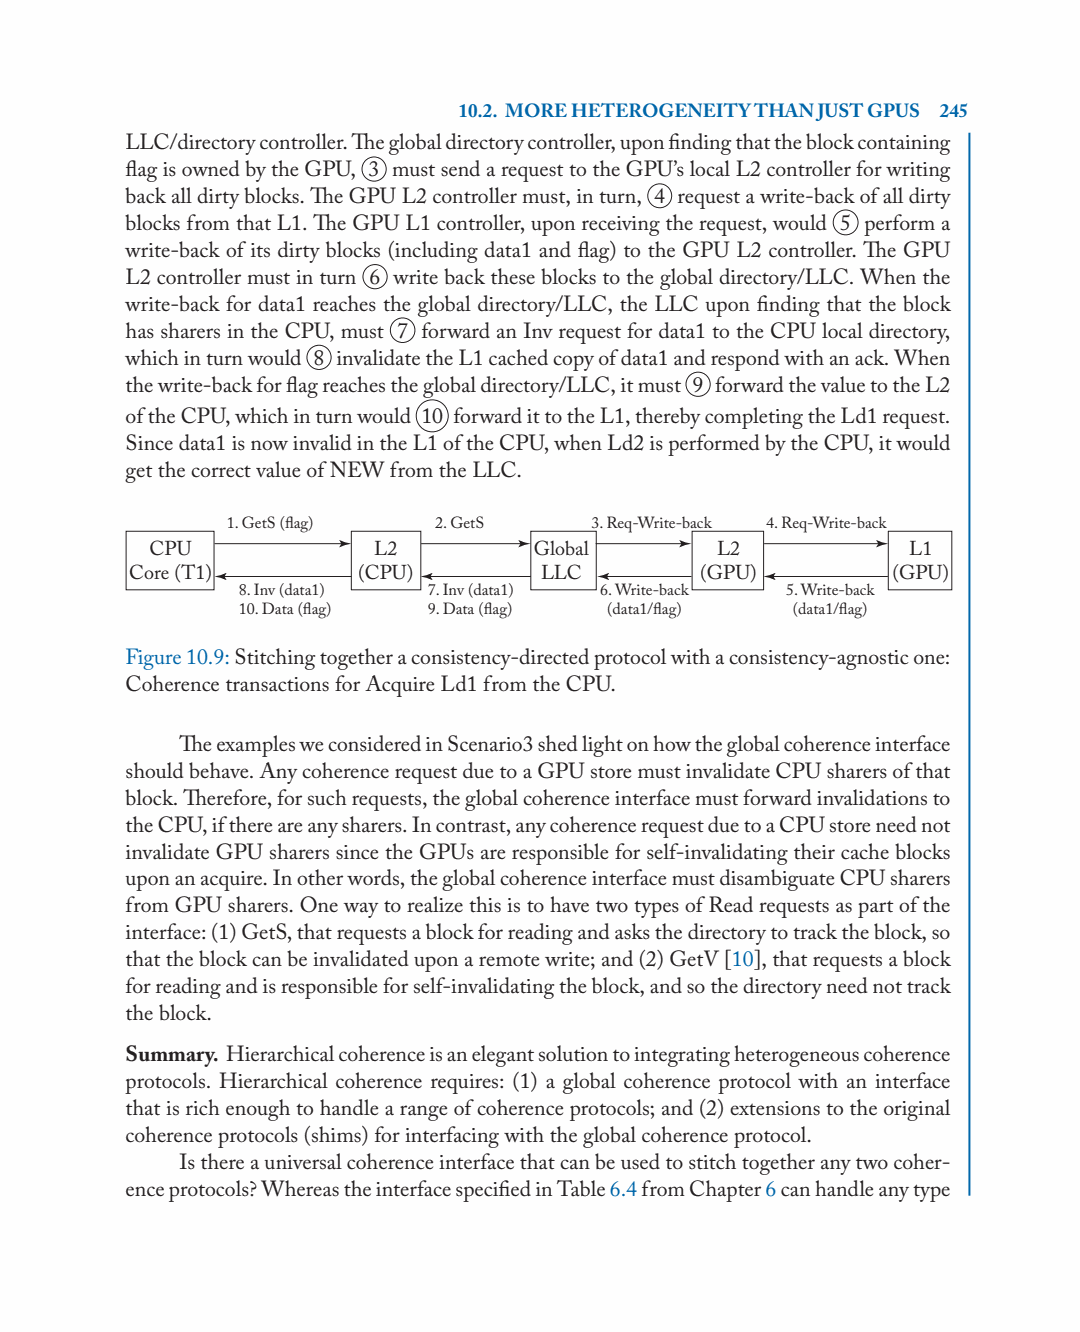 10.2. MORE HETEROGENEITY THAN JUST GPUS 245
LLC/directory controller. The global directory controller, upon finding that the block containing
flag is owned by the GPU, ③ must send a request to the GPU's local L2 controller for writing
back all dirty blocks. The GPU L2 controller must, in turn, ④ request a write-back of all dirty
blocks from that L1. The GPU L1 controller, upon receiving the request, would ⑤ perform a
write-back of its dirty blocks (including data1 and flag) to the GPU L2 controller. The GPU
L2 controller must in turn ⑥ write back these blocks to the global directory/LLC. When the
write-back for data1 reaches the global directory/LLC, the LLC upon finding that the block
has sharers in the CPU, must ⑦ forward an Inv request for data1 to the CPU local directory,
which in turn would ⑧ invalidate the L1 cached copy of data1 and respond with an ack. When
the write-back for flag reaches the global directory/LLC, it must ⑨ forward the value to the L2
of the CPU, which in turn would ⑩ forward it to the L1, thereby completing the Ld1 request.
Since data1 is now invalid in the L1 of the CPU, when Ld2 is performed by the CPU, it would
get the correct value of NEW from the LLC.
1. GetS (flag) 2. GetS 3. Req-Write-back 4. Req-Write-back
CPU L2 Global L2 L1
Core (T1) (CPU) LLC (GPU) (GPU)
8. Inv (data1) 7. Inv (data1) 6. Write-back 5. Write-back
10. Data (flag) 9. Data (flag) (data1/flag) (data1/flag)
Figure 10.9: Stitching together a consistency-directed protocol with a consistency-agnostic one:
Coherence transactions for Acquire Ld1 from the CPU.
The examples we considered in Scenario3 shed light on how the global coherence interface
should behave. Any coherence request due to a GPU store must invalidate CPU sharers of that
block. Therefore, for such requests, the global coherence interface must forward invalidations to
the CPU, if there are any sharers. In contrast, any coherence request due to a CPU store need not
invalidate GPU sharers since the GPUs are responsible for self-invalidating their cache blocks
upon an acquire. In other words, the global coherence interface must disambiguate CPU sharers
from GPU sharers. One way to realize this is to have two types of Read requests as part of the
interface: (1) GetS, that requests a block for reading and asks the directory to track the block, so
that the block can be invalidated upon a remote write; and (2) GetV [10], that requests a block
for reading and is responsible for self-invalidating the block, and so the directory need not track
the block.
Summary. Hierarchical coherence is an elegant solution to integrating heterogeneous coherence
protocols. Hierarchical coherence requires: (1) a global coherence protocol with an interface
that is rich enough to handle a range of coherence protocols; and (2) extensions to the original
coherence protocols (shims) for interfacing with the global coherence protocol.
Is there a universal coherence interface that can be used to stitch together any two coher-
ence protocols? Whereas the interface specified in Table 6.4 from Chapter 6 can handle any type